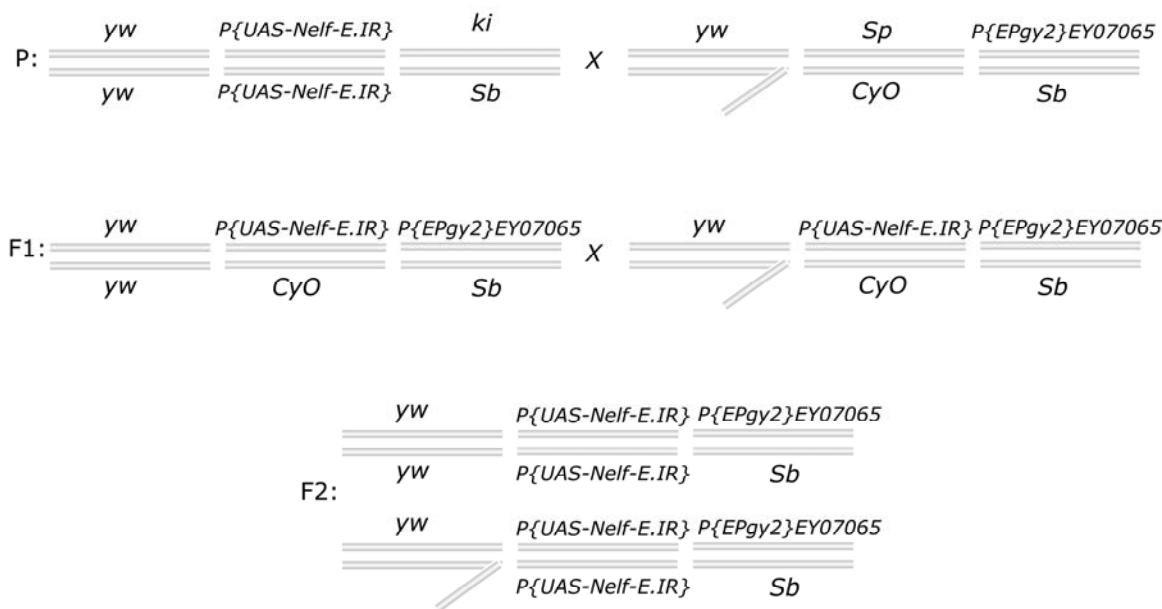 yw P{UAS-Nelf-E.IR} ki yw Sp P{EPgy2}EY07065
P: X
yw P{UAS-Nelf-E.IR} Sb CyO Sb
yw P{UAS-Nelf-E.IR} P{EPgy2}EY07065 yw P{UAS-Nelf-E.IR} P{EPgy2}EY07065
F1: X
yw CyO Sb CyO Sb
yw P{UAS-Nelf-E.IR} P{EPgy2}EY07065
yw P{UAS-Nelf-E.IR} Sb
F2:
yw P{UAS-Nelf-E.IR} P{EPgy2}EY07065
P{UAS-Nelf-E.IR} Sb